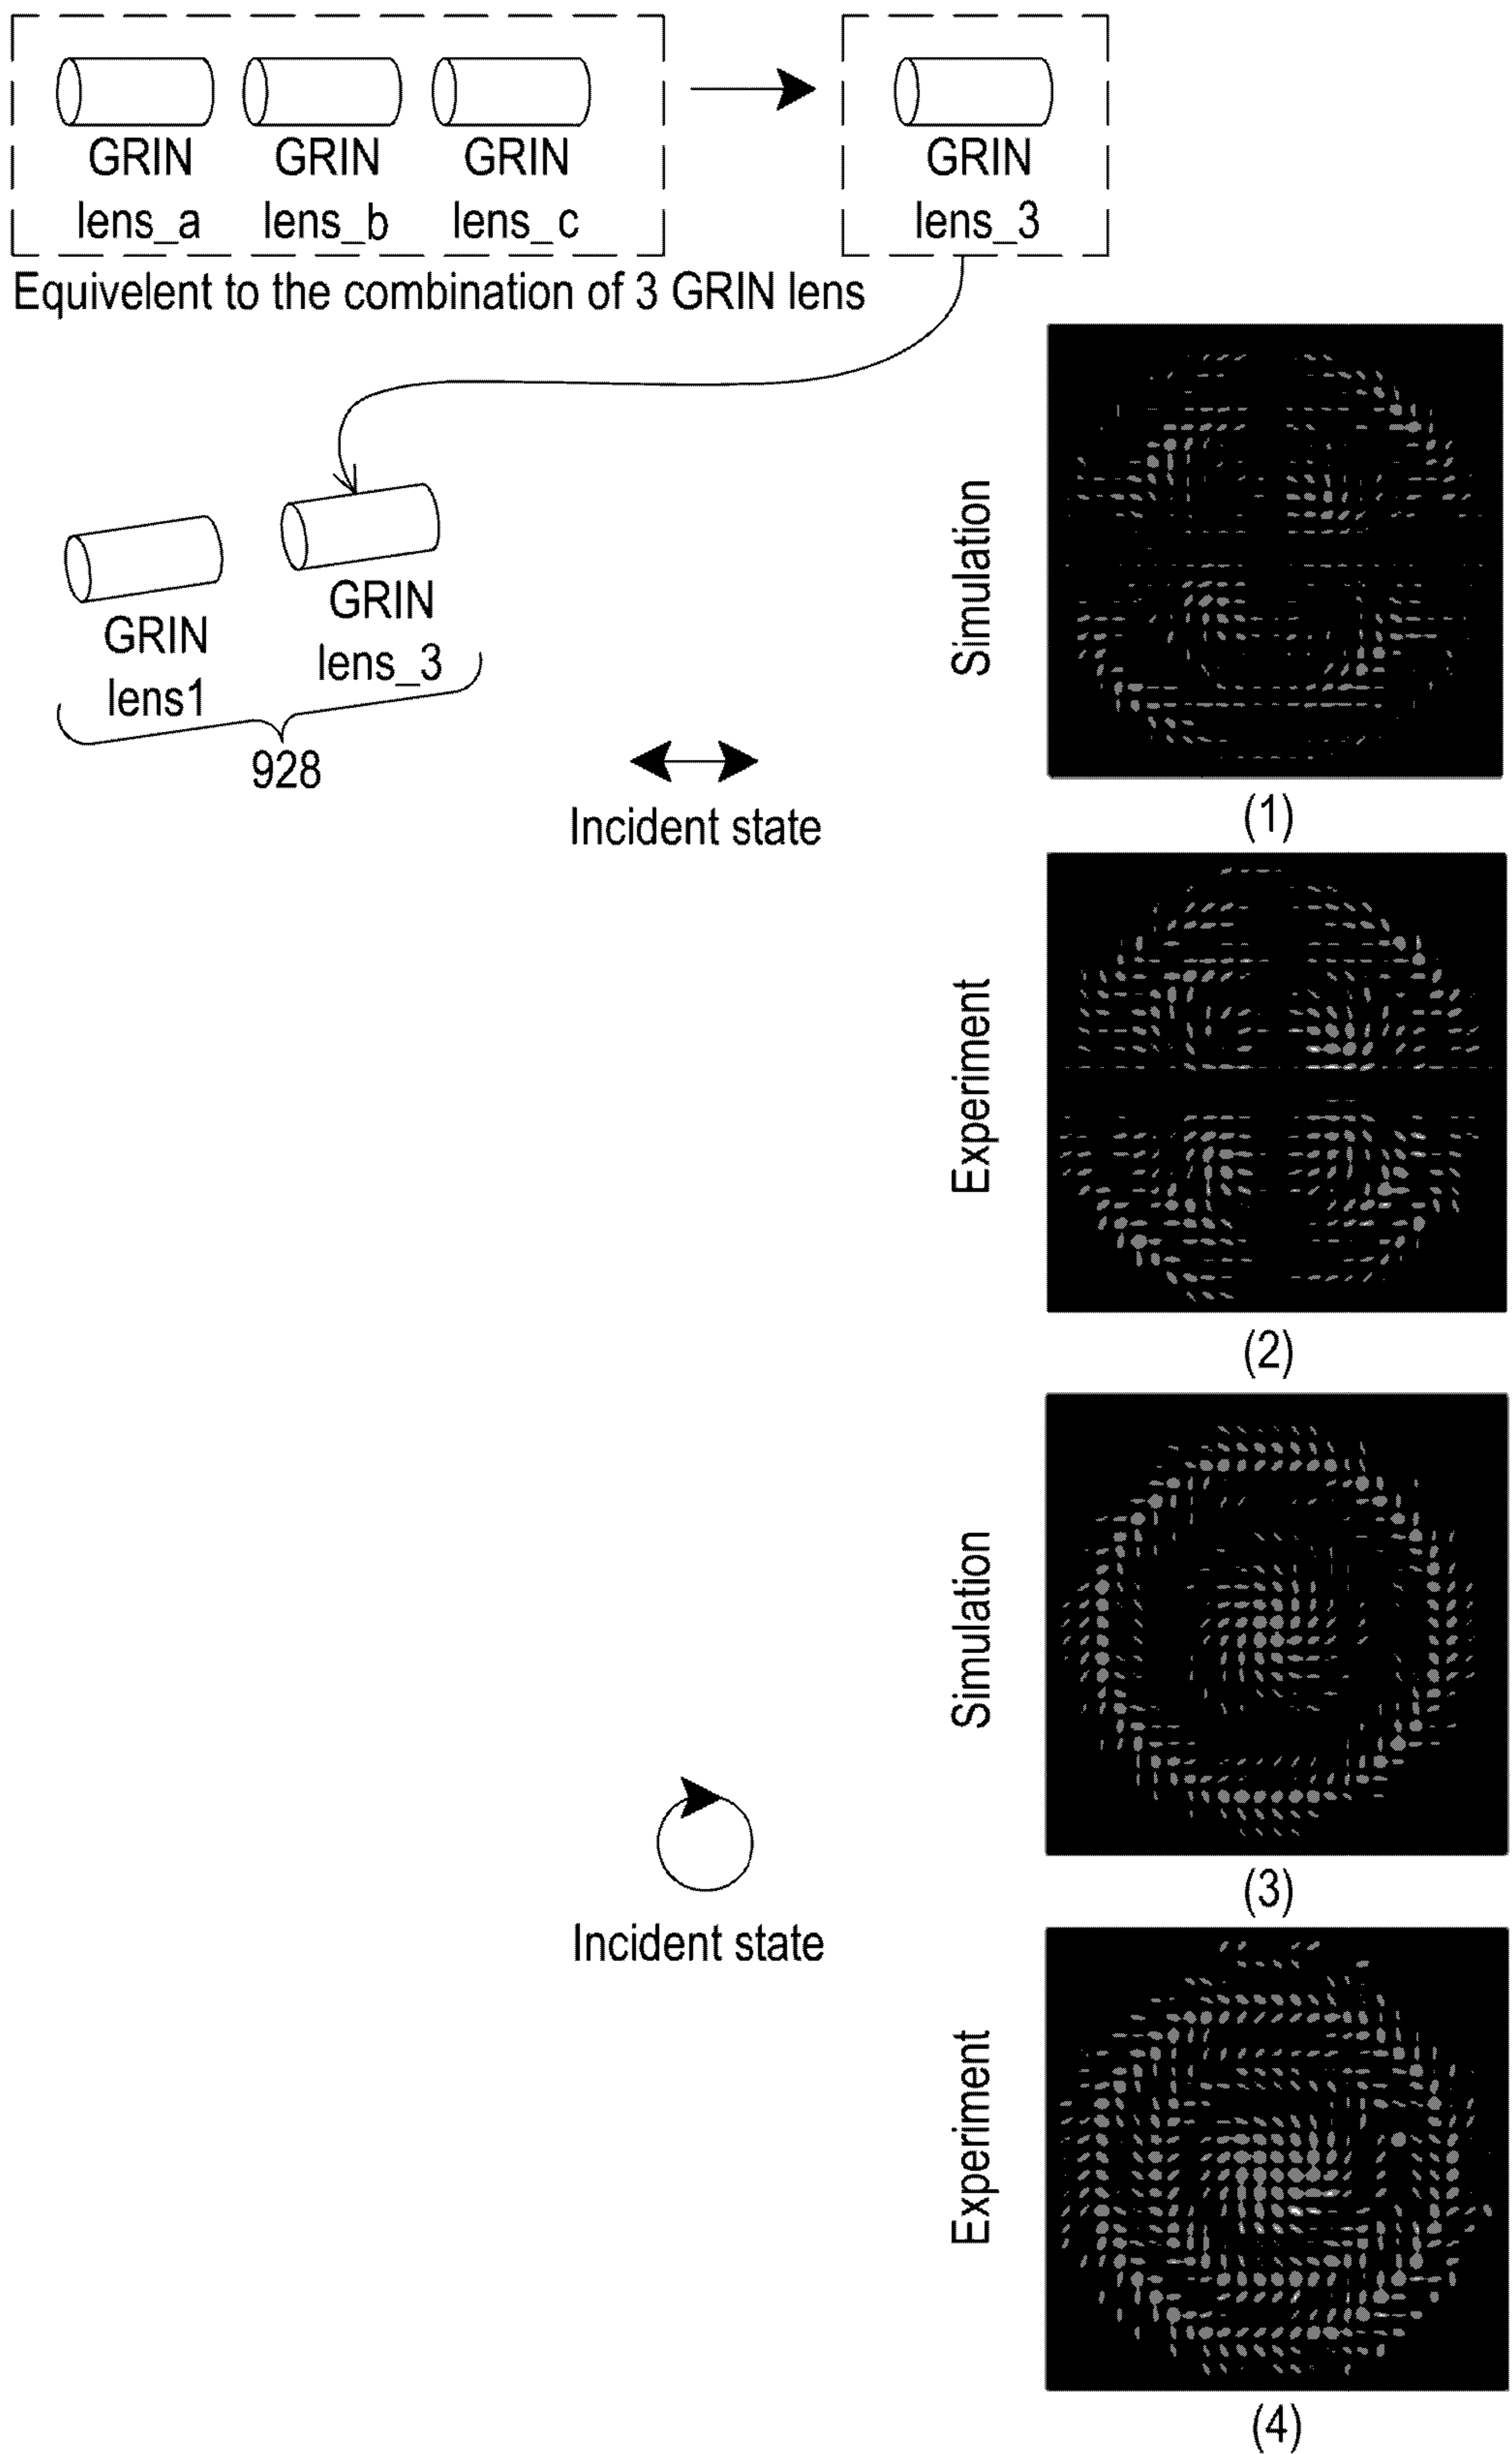 GRIN
lens_a
GRIN
lens_b
GRIN
lens_c
GRIN
lens_3
Equivelent to the combination of 3 GRIN lens
GRIN
lens1
GRIN
lens_3
928
Incident state
Simulation
(1)
Experiment
(2)
Simulation
(3)
Incident state
Experiment
(4)